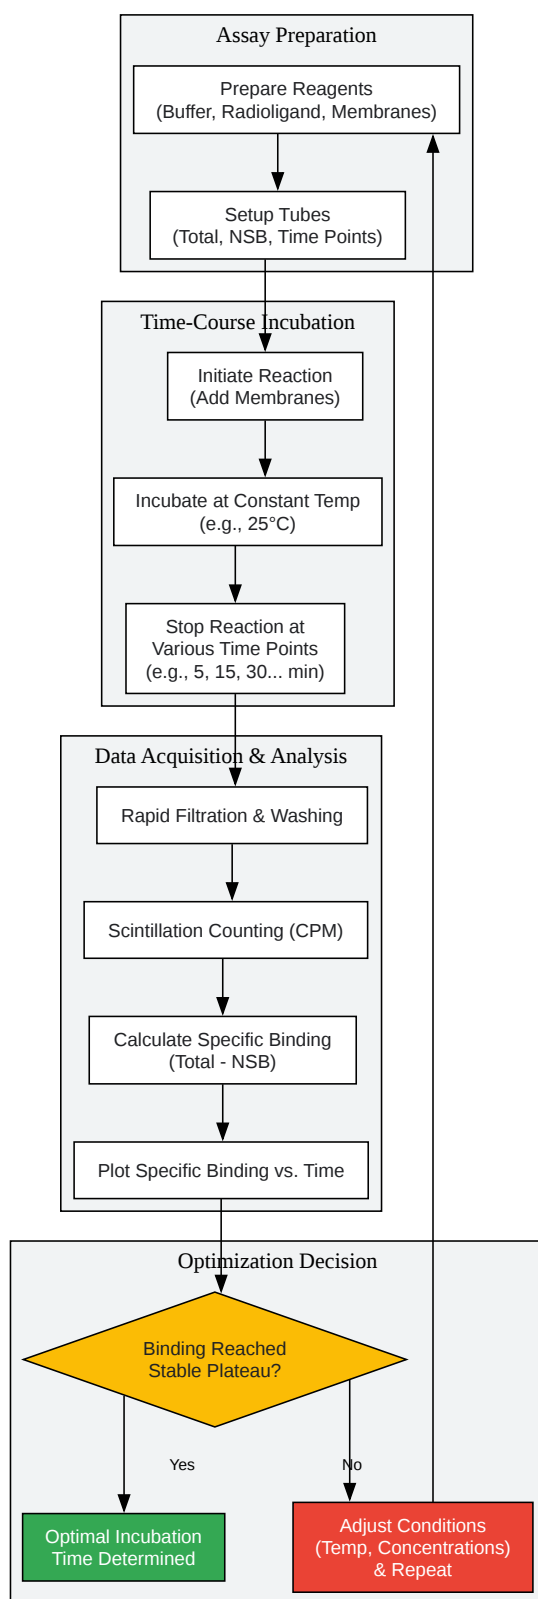 Assay Preparation
Prepare Reagents
(Buffer, Radioligand, Membranes)
Setup Tubes
(Total, NSB, Time Points)
Time-Course Incubation
Initiate Reaction
(Add Membranes)
Incubate at Constant Temp
(e.g., 25°C)
Stop Reaction at
Various Time Points
(e.g., 5, 15, 30... min)
Data Acquisition & Analysis
Rapid Filtration & Washing
Scintillation Counting (CPM)
Calculate Specific Binding
(Total - NSB)
Plot Specific Binding vs. Time
Optimization Decision
Binding Reached
Stable Plateau?
Yes
No
Optimal Incubation
Time Determined
Adjust Conditions
(Temp, Concentrations)
& Repeat